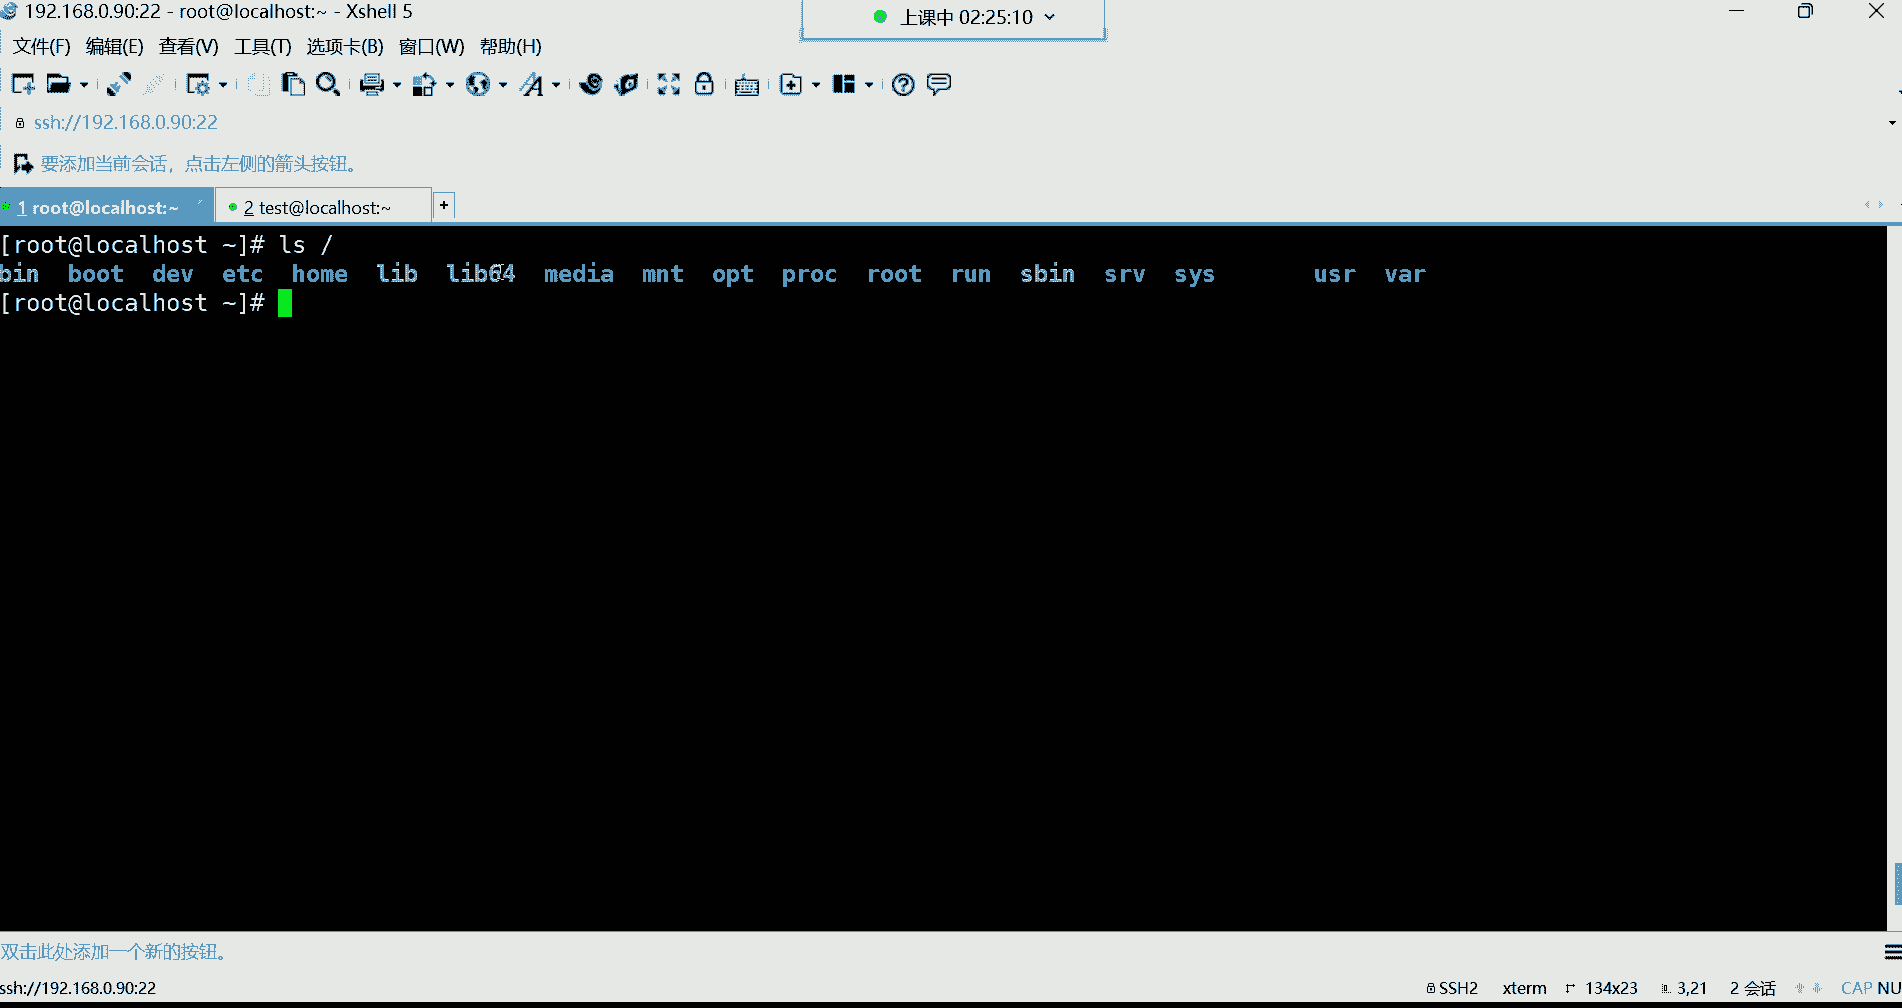 192.168.0.90:22 - root@localhost:~ - Xshell 5
上课中 02:25:10
文件(F) 编辑(E) 查看(V) 工具(T) 选项卡(B) 窗口(W) 帮助(H)
ssh://192.168.0.90:22
要添加当前会话，点击左侧的箭头按钮。
1 root@localhost:~ 2 test@localhost:~ +
[root@localhost ~]# ls /
bin boot dev etc home lib lib64 media mnt opt proc root run sbin srv sys usr var
[root@localhost ~]#
双击此处添加一个新的按钮。
ssh://192.168.0.90:22 SSH2 xterm 134x23 3,21 2 会话 CAP NU